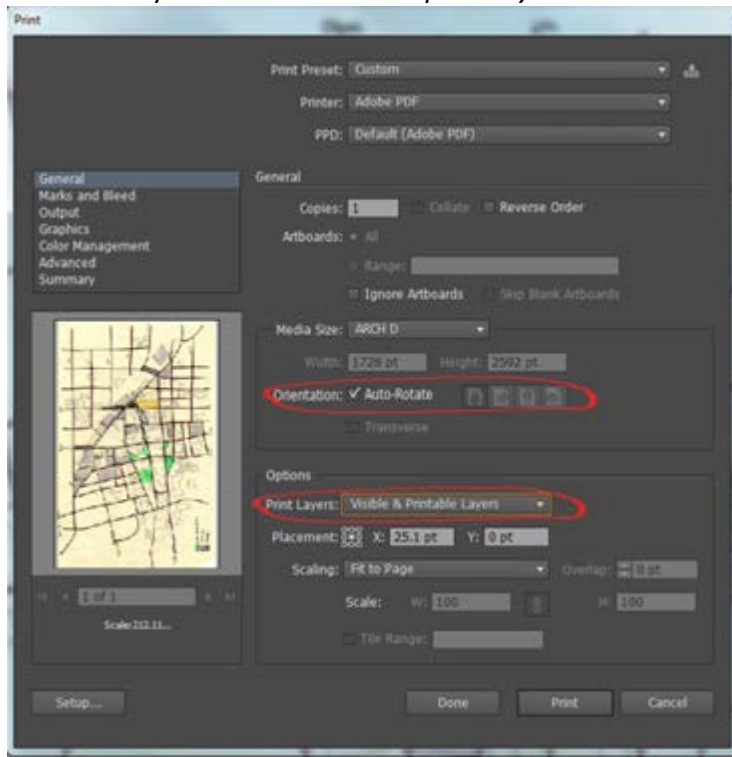 Print
Print Preset: Custom
Printer: Adobe PDF
PPD: Default (Adobe PDF)
General
Marks and Bleed
Output
Graphics
Color Management
Advanced
Summary
General
Copies: 1 Collate Reverse Order
Artboards: All
Range:
Ignore Artboards Skip Blank Artboards
Media Size: ARCH D
Width: 1728 pt Height: 2592 pt
Orientation: Auto-Rotate
Transverse
Options
Print Layers: Visible & Printable Layers
Placement: X: 25.1 pt Y: 0 pt
Scaling: Fit to Page Overlap: 0 pt
Scale: W: 100 H: 100
Tile Range:
1 of 1
Scale: 212.11...
Setup...
Done
Print
Cancel